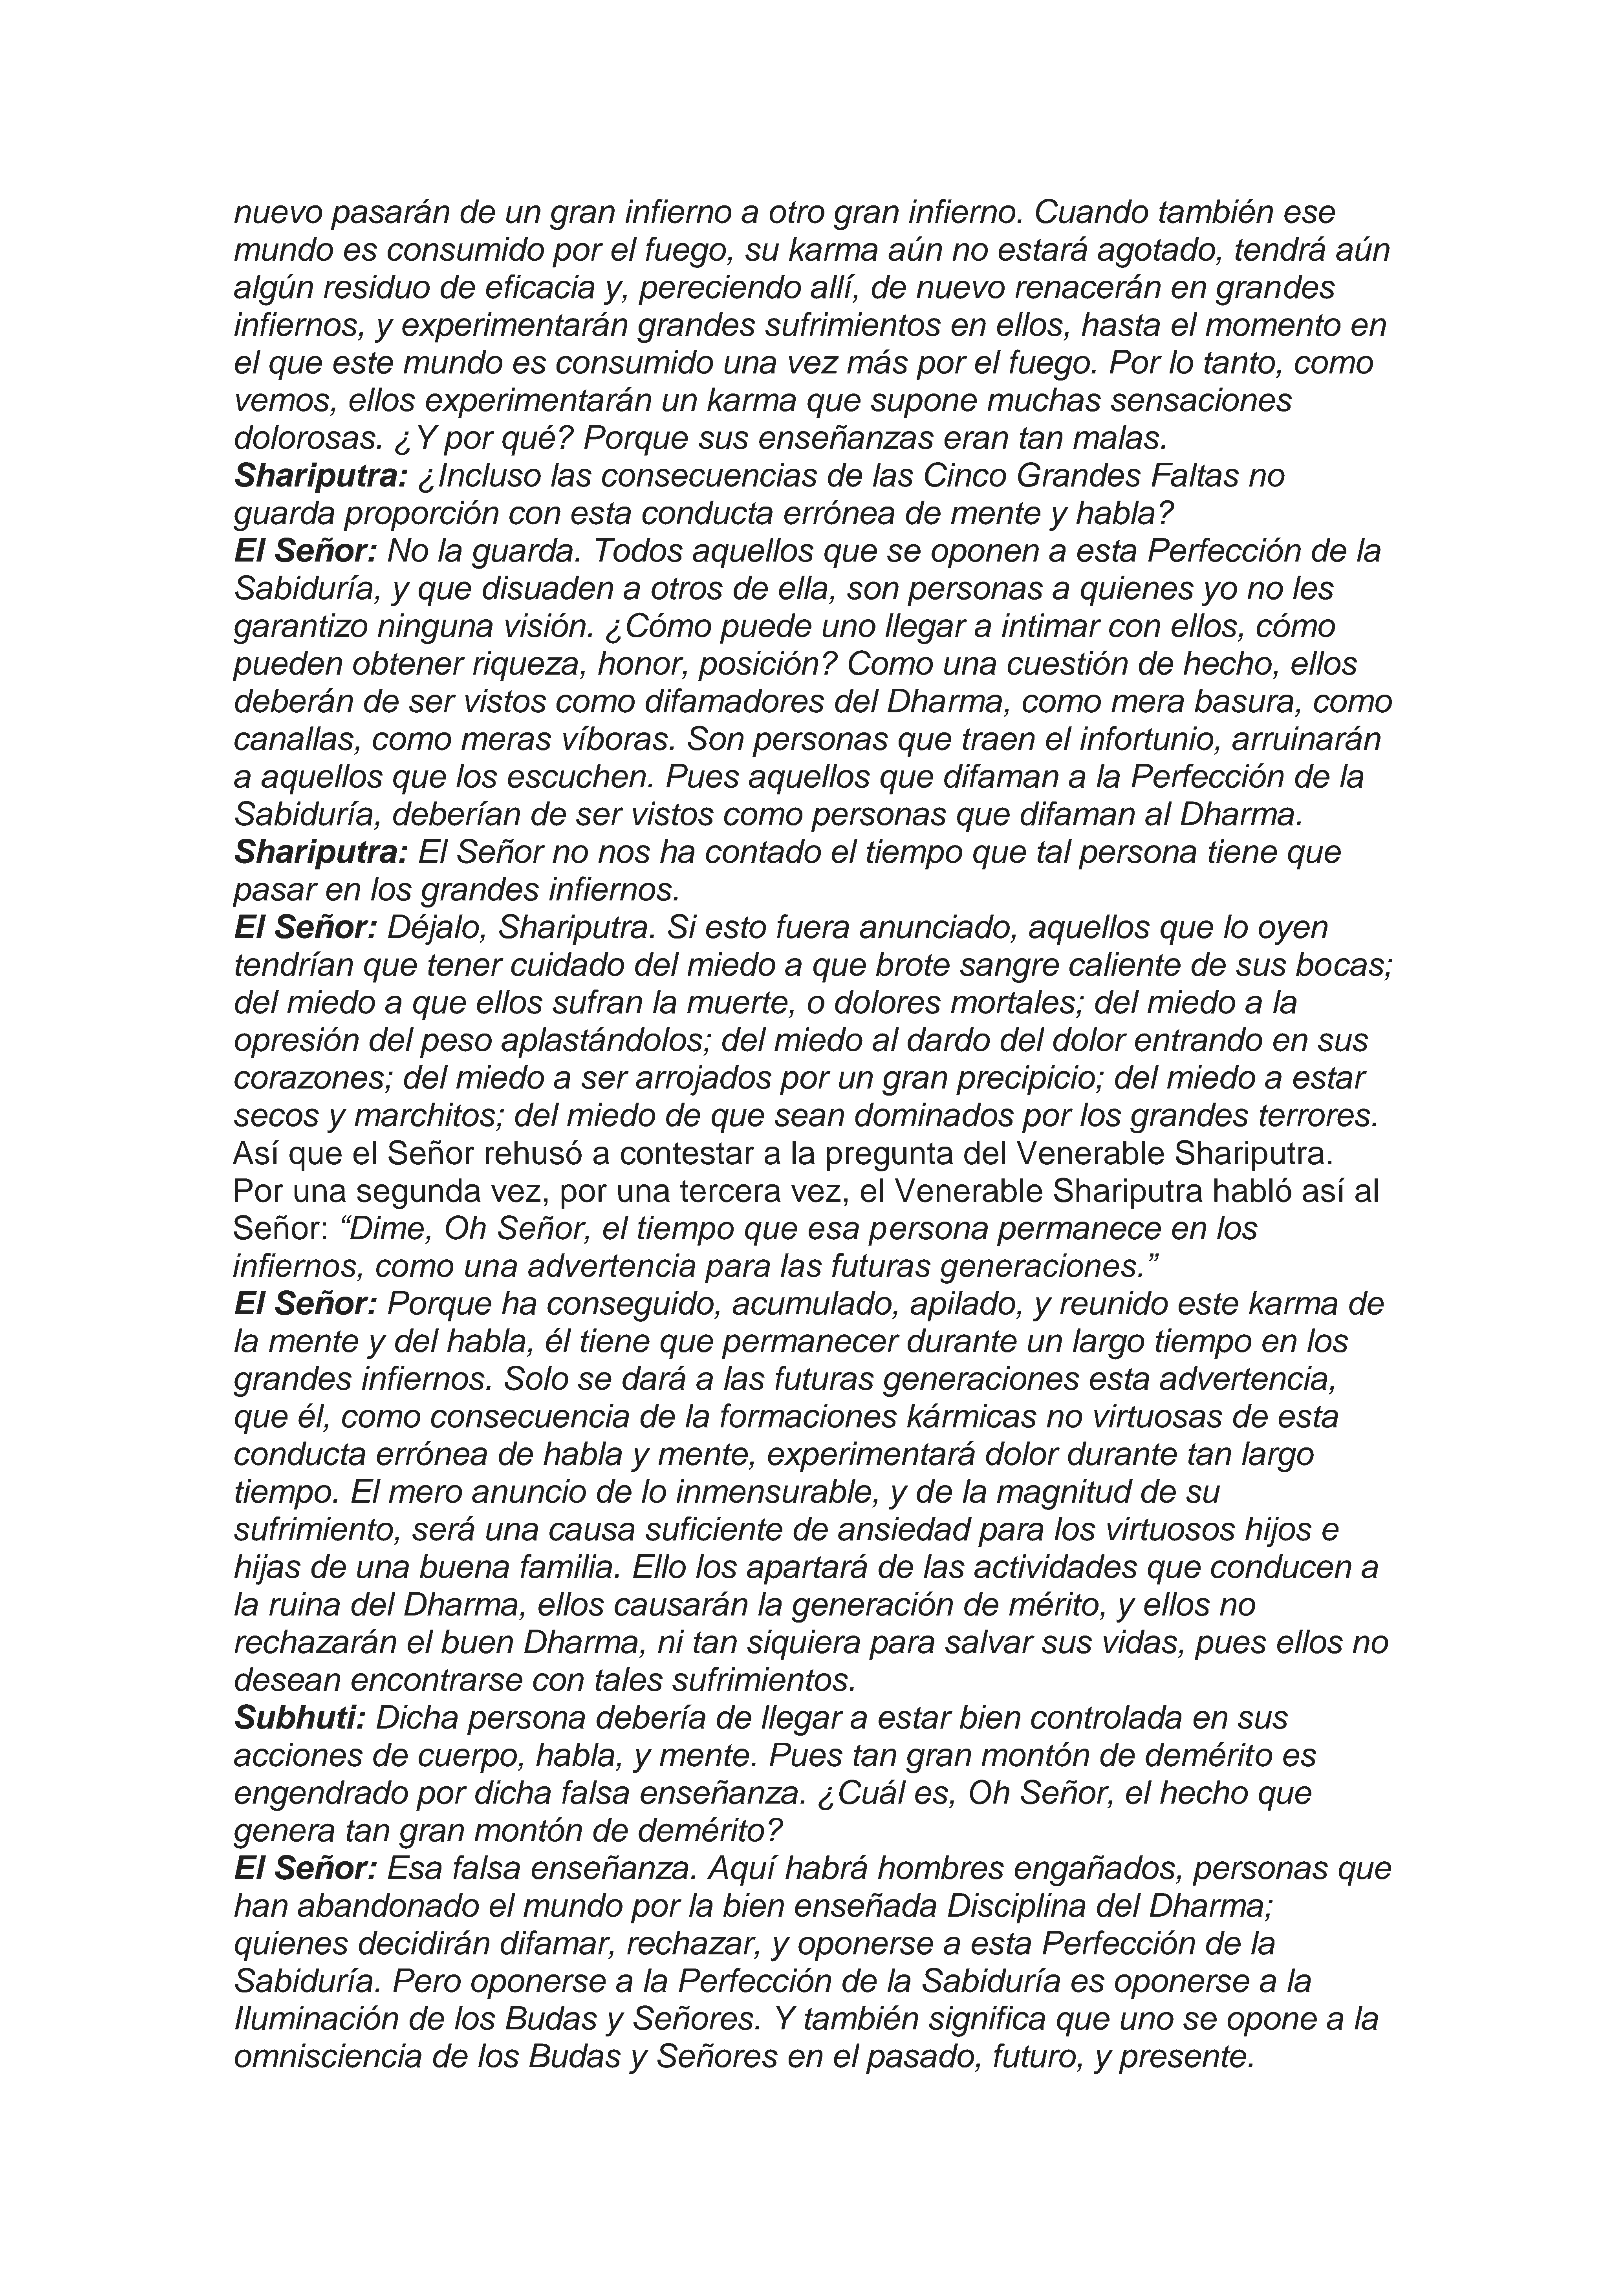 nuevo pasarán de un gran infierno a otro gran infierno. Cuando también ese
mundo es consumido por el fuego, su karma aún no estará agotado, tendrá aún
algún residuo de eficacia y, pereciendo allí, de nuevo renacerán en grandes
infiernos, y experimentarán grandes sufrimientos en ellos, hasta el momento en
el que este mundo es consumido una vez más por el fuego. Por lo tanto, como
vemos, ellos experimentarán un karma que supone muchas sensaciones
dolorosas. ¿Y por qué? Porque sus enseñanzas eran tan malas.
Shariputra: ¿Incluso las consecuencias de las Cinco Grandes Faltas no
guarda proporción con esta conducta errónea de mente y habla?
El Señor: No la guarda. Todos aquellos que se oponen a esta Perfección de la
Sabiduría, y que disuaden a otros de ella, son personas a quienes yo no les
garantizo ninguna visión. ¿Cómo puede uno llegar a intimar con ellos, cómo
pueden obtener riqueza, honor, posición? Como una cuestión de hecho, ellos
deberán de ser vistos como difamadores del Dharma, como mera basura, como
canallas, como meras víboras. Son personas que traen el infortunio, arruinarán
a aquellos que los escuchen. Pues aquellos que difaman a la Perfección de la
Sabiduría, deberían de ser vistos como personas que difaman al Dharma.
Shariputra: El Señor no nos ha contado el tiempo que tal persona tiene que
pasar en los grandes infiernos.
El Señor: Déjalo, Shariputra. Si esto fuera anunciado, aquellos que lo oyen
tendrían que tener cuidado del miedo a que brote sangre caliente de sus bocas;
del miedo a que ellos sufran la muerte, o dolores mortales; del miedo a la
opresión del peso aplastándolos; del miedo al dardo del dolor entrando en sus
corazones; del miedo a ser arrojados por un gran precipicio; del miedo a estar
secos y marchitos; del miedo de que sean dominados por los grandes terrores.
Así que el Señor rehusó a contestar a la pregunta del Venerable Shariputra.
Por una segunda vez, por una tercera vez, el Venerable Shariputra habló así al
Señor: “Dime, Oh Señor, el tiempo que esa persona permanece en los
infiernos, como una advertencia para las futuras generaciones.”
El Señor: Porque ha conseguido, acumulado, apilado, y reunido este karma de
la mente y del habla, él tiene que permanecer durante un largo tiempo en los
grandes infiernos. Solo se dará a las futuras generaciones esta advertencia,
que él, como consecuencia de la formaciones kármicas no virtuosas de esta
conducta errónea de habla y mente, experimentará dolor durante tan largo
tiempo. El mero anuncio de lo inmensurable, y de la magnitud de su
sufrimiento, será una causa suficiente de ansiedad para los virtuosos hijos e
hijas de una buena familia. Ello los apartará de las actividades que conducen a
la ruina del Dharma, ellos causarán la generación de mérito, y ellos no
rechazarán el buen Dharma, ni tan siquiera para salvar sus vidas, pues ellos no
desean encontrarse con tales sufrimientos.
Subhuti: Dicha persona debería de llegar a estar bien controlada en sus
acciones de cuerpo, habla, y mente. Pues tan gran montón de demérito es
engendrado por dicha falsa enseñanza. ¿Cuál es, Oh Señor, el hecho que
genera tan gran montón de demérito?
El Señor: Esa falsa enseñanza. Aquí habrá hombres engañados, personas que
han abandonado el mundo por la bien enseñada Disciplina del Dharma;
quienes decidirán difamar, rechazar, y oponerse a esta Perfección de la
Sabiduría. Pero oponerse a la Perfección de la Sabiduría es oponerse a la
Iluminación de los Budas y Señores. Y también significa que uno se opone a la
omnisciencia de los Budas y Señores en el pasado, futuro, y presente.